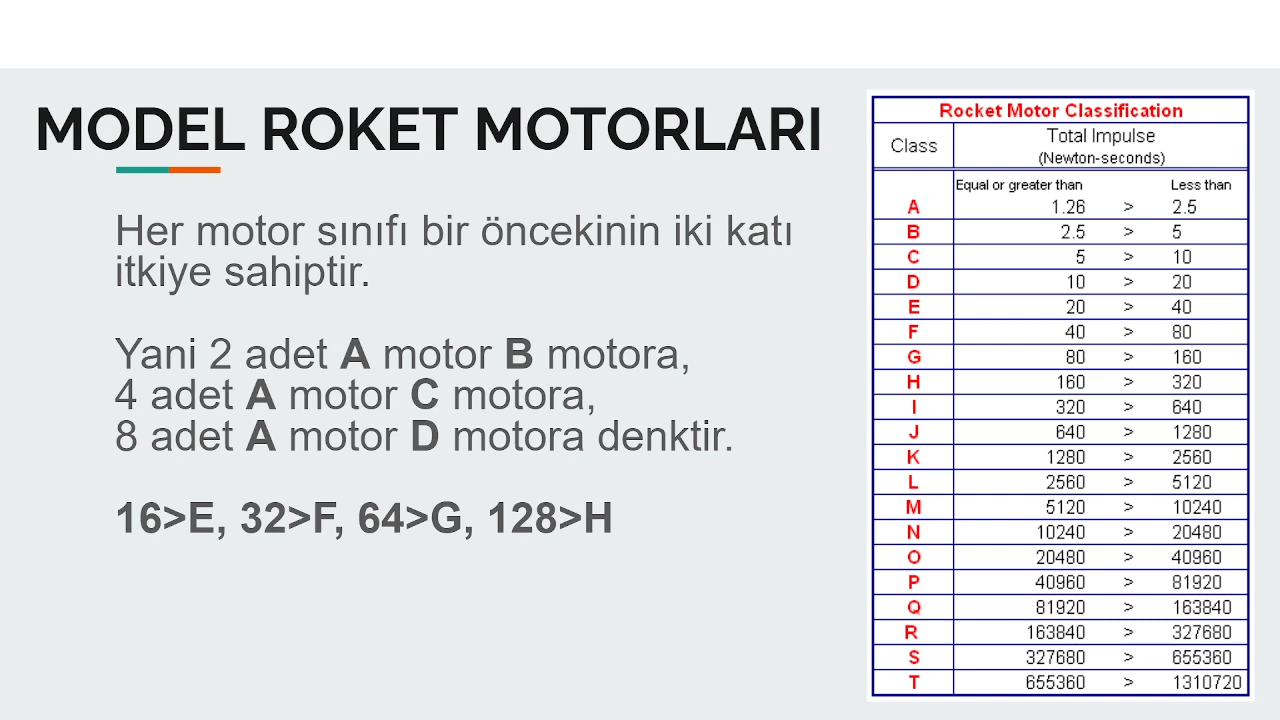 MODEL ROKET MOTORLARI
Her motor sınıfı bir öncekinin iki katı
itkiye sahiptir.
Yani 2 adet A motor B motora,
4 adet A motor C motora,
8 adet A motor D motora denktir.
16>E, 32>F, 64>G, 128>H
Rocket Motor Classification
Class
Total Impulse
(Newton-seconds)
Equal or greater than Less than
A 1.26 > 2.5
B 2.5 > 5
C 5 > 10
D 10 > 20
E 20 > 40
F 40 > 80
G 80 > 160
H 160 > 320
I 320 > 640
J 640 > 1280
K 1280 > 2560
L 2560 > 5120
M 5120 > 10240
N 10240 > 20480
O 20480 > 40960
P 40960 > 81920
Q 81920 > 163840
R 163840 > 327680
S 327680 > 655360
T 655360 > 1310720